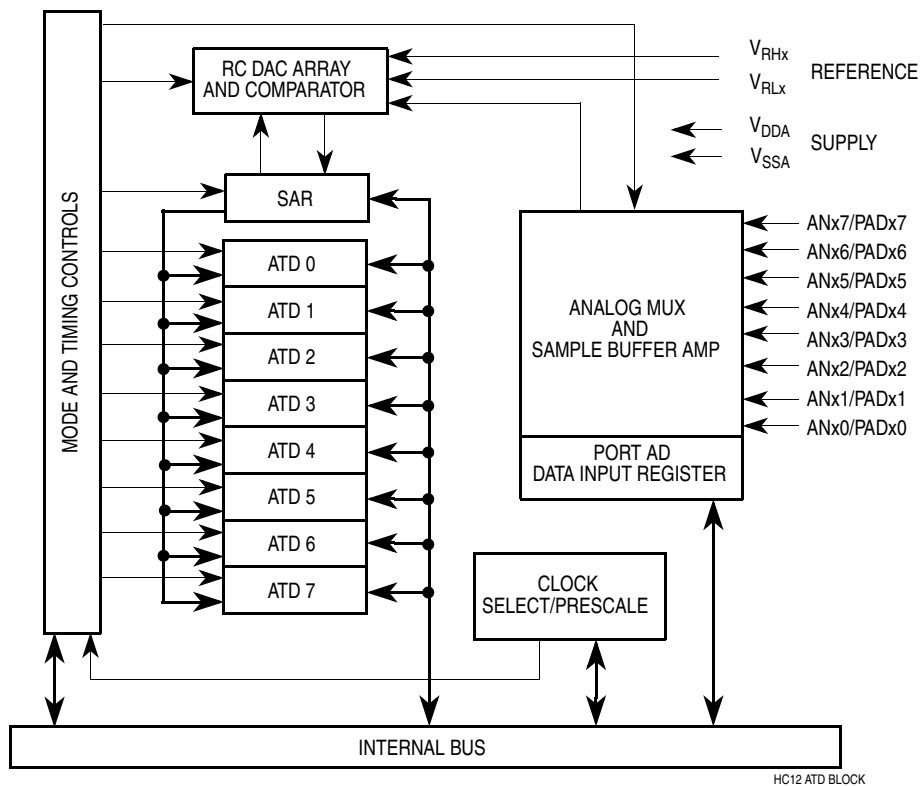 MODE AND TIMING CONTROLS
RC DAC ARRAY
AND COMPARATOR
VRHx
VRLx
REFERENCE
VDDA
VSSA
SUPPLY
SAR
ATD 0
ATD 1
ATD 2
ATD 3
ATD 4
ATD 5
ATD 6
ATD 7
ANALOG MUX
AND
SAMPLE BUFFER AMP
PORT AD
DATA INPUT REGISTER
ANx7/PADx7
ANx6/PADx6
ANx5/PADx5
ANx4/PADx4
ANx3/PADx3
ANx2/PADx2
ANx1/PADx1
ANx0/PADx0
CLOCK
SELECT/PRESCALE
INTERNAL BUS
HC12 ATD BLOCK